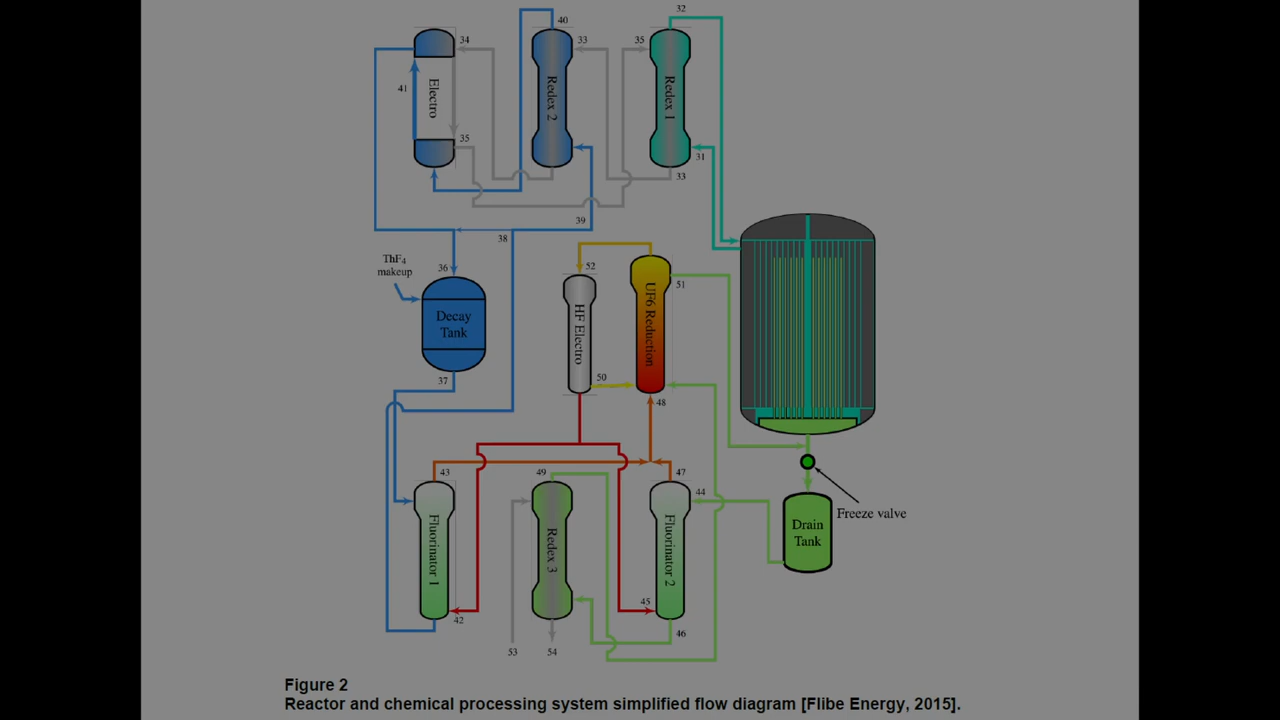 32
40
34
33
35
41
Electro
Redex 2
Redex 1
35
31
33
33
39
38
ThF4
makeup
36
52
51
Decay
Tank
HF Electro
UF6 Reduction
37
50
48
43
49
47
44
Freeze valve
Drain
Tank
Fluorinator 1
Redex 3
Fluorinator 2
45
42
46
53
54
Figure 2
Reactor and chemical processing system simplified flow diagram [Flibe Energy, 2015].